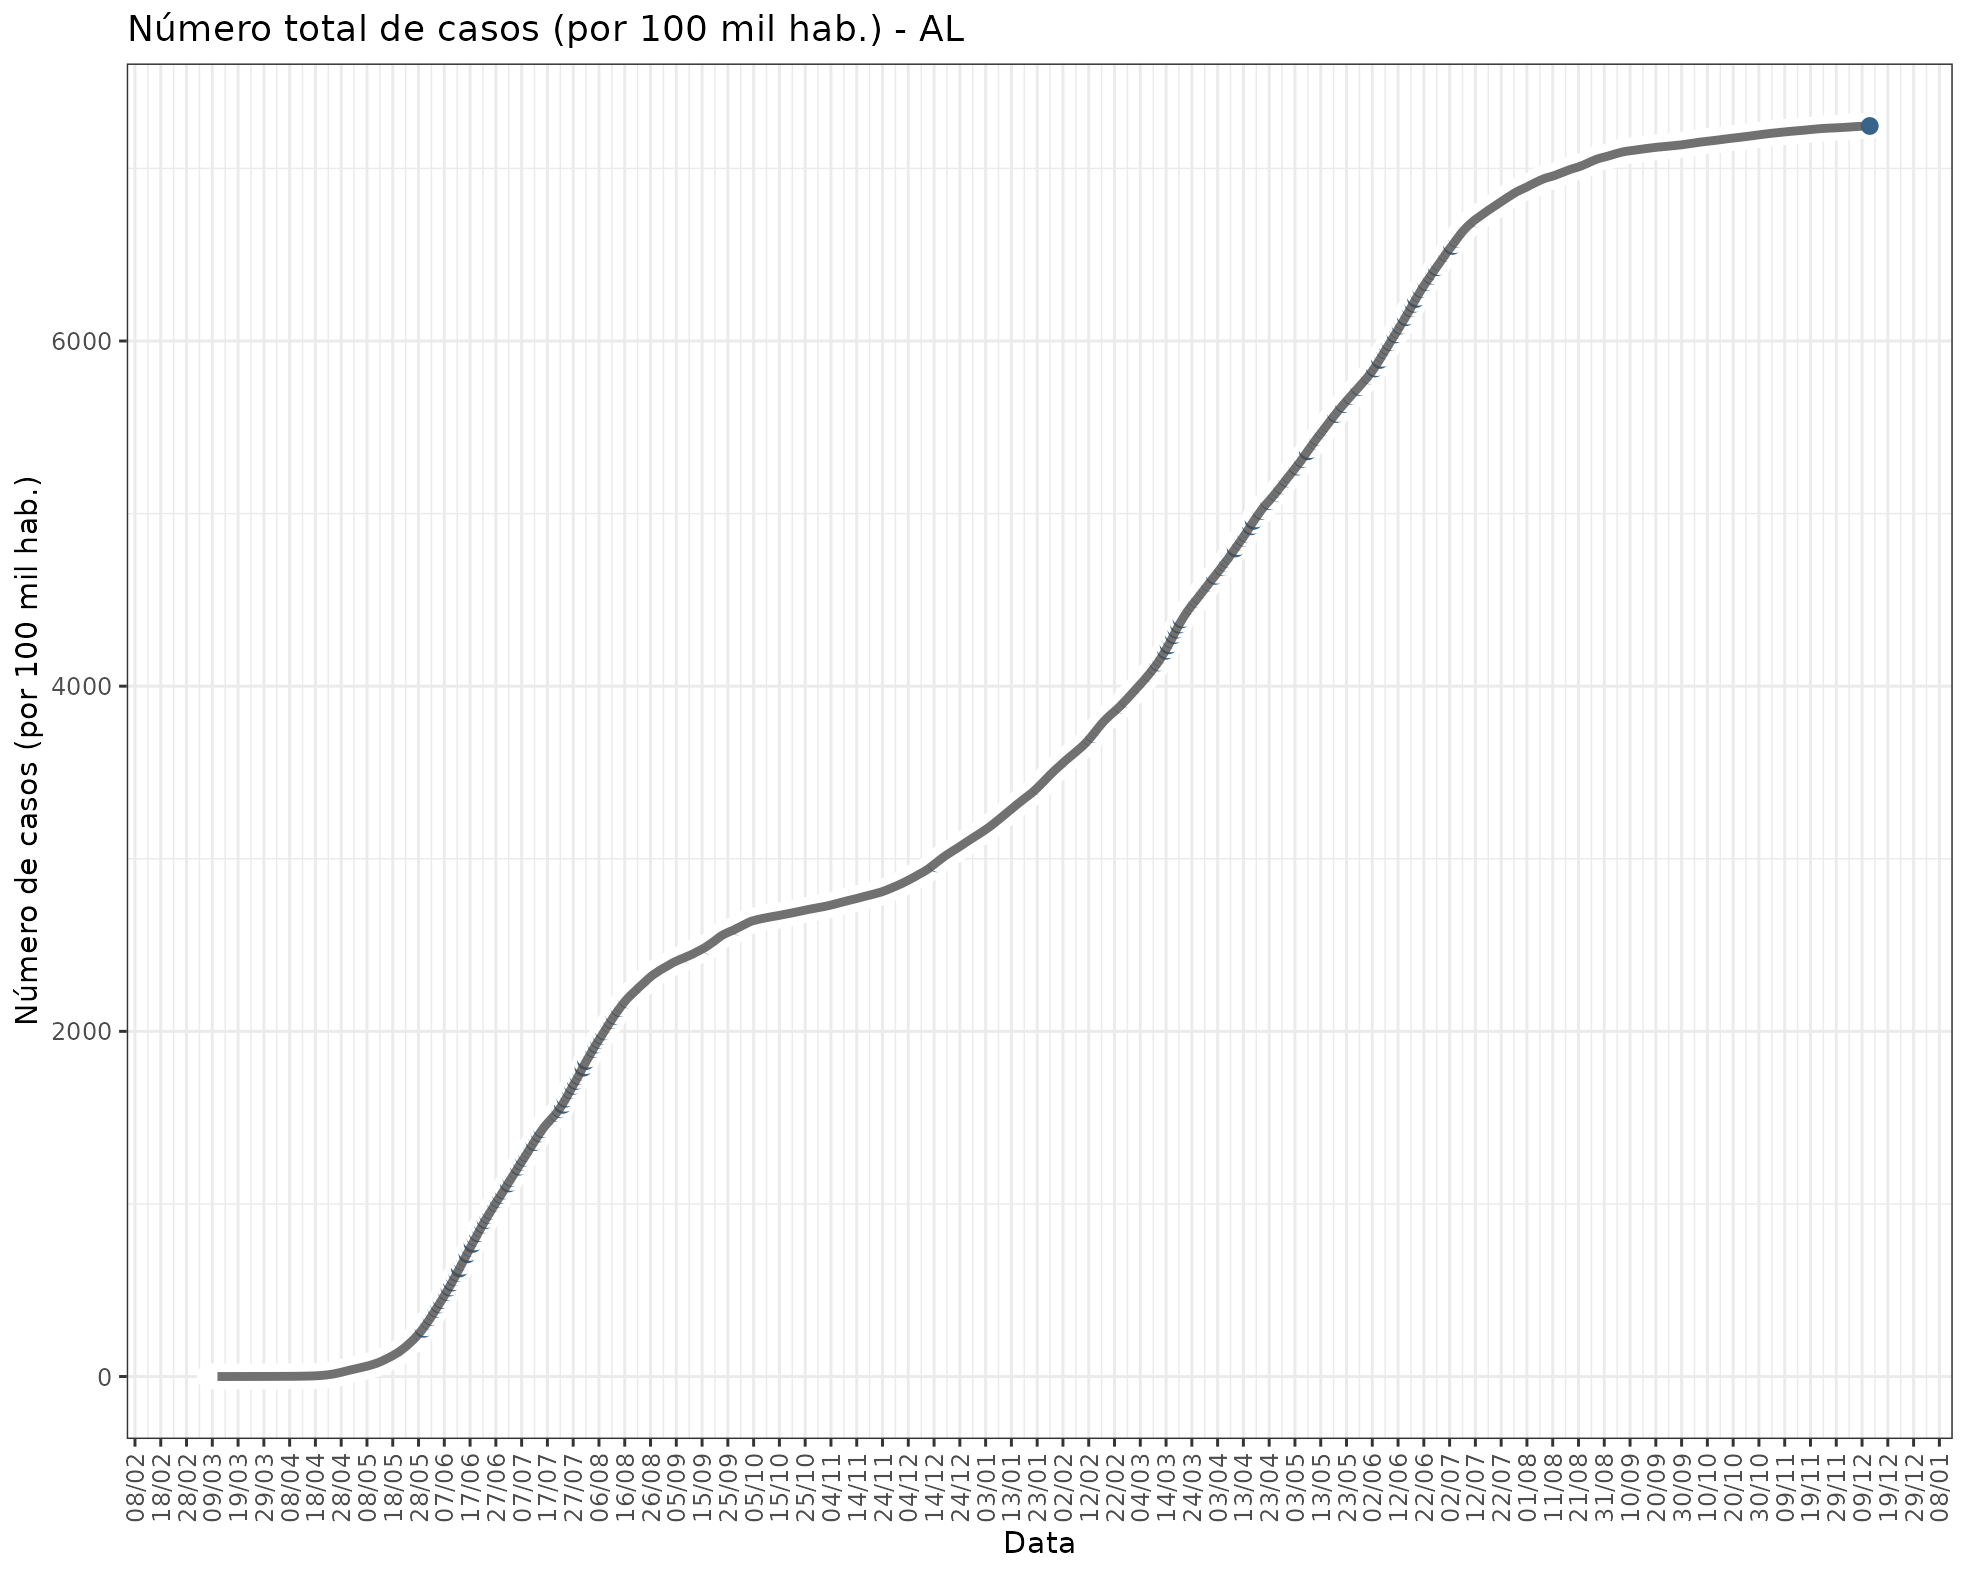 Número total de casos (por 100 mil hab.) - AL
Número de casos (por 100 mil hab.)
6000
4000
2000
0
08/02 18/02 28/02 09/03 19/03 29/03 08/04 18/04 28/04 08/05 18/05 28/05 07/06 17/06 27/06 07/07 17/07 27/07 06/08 16/08 26/08 05/09 15/09 25/09 05/10 15/10 25/10 04/11 14/11 24/11 04/12 14/12 24/12 03/01 13/01 23/01 02/02 12/02 22/02 04/03 14/03 24/03 03/04 13/04 23/04 03/05 13/05 23/05 02/06 12/06 22/06 02/07 12/07 22/07 01/08 11/08 21/08 31/08 10/09 20/09 30/09 10/10 20/10 30/10 09/11 19/11 29/11 09/12 19/12 29/12 08/01
Data